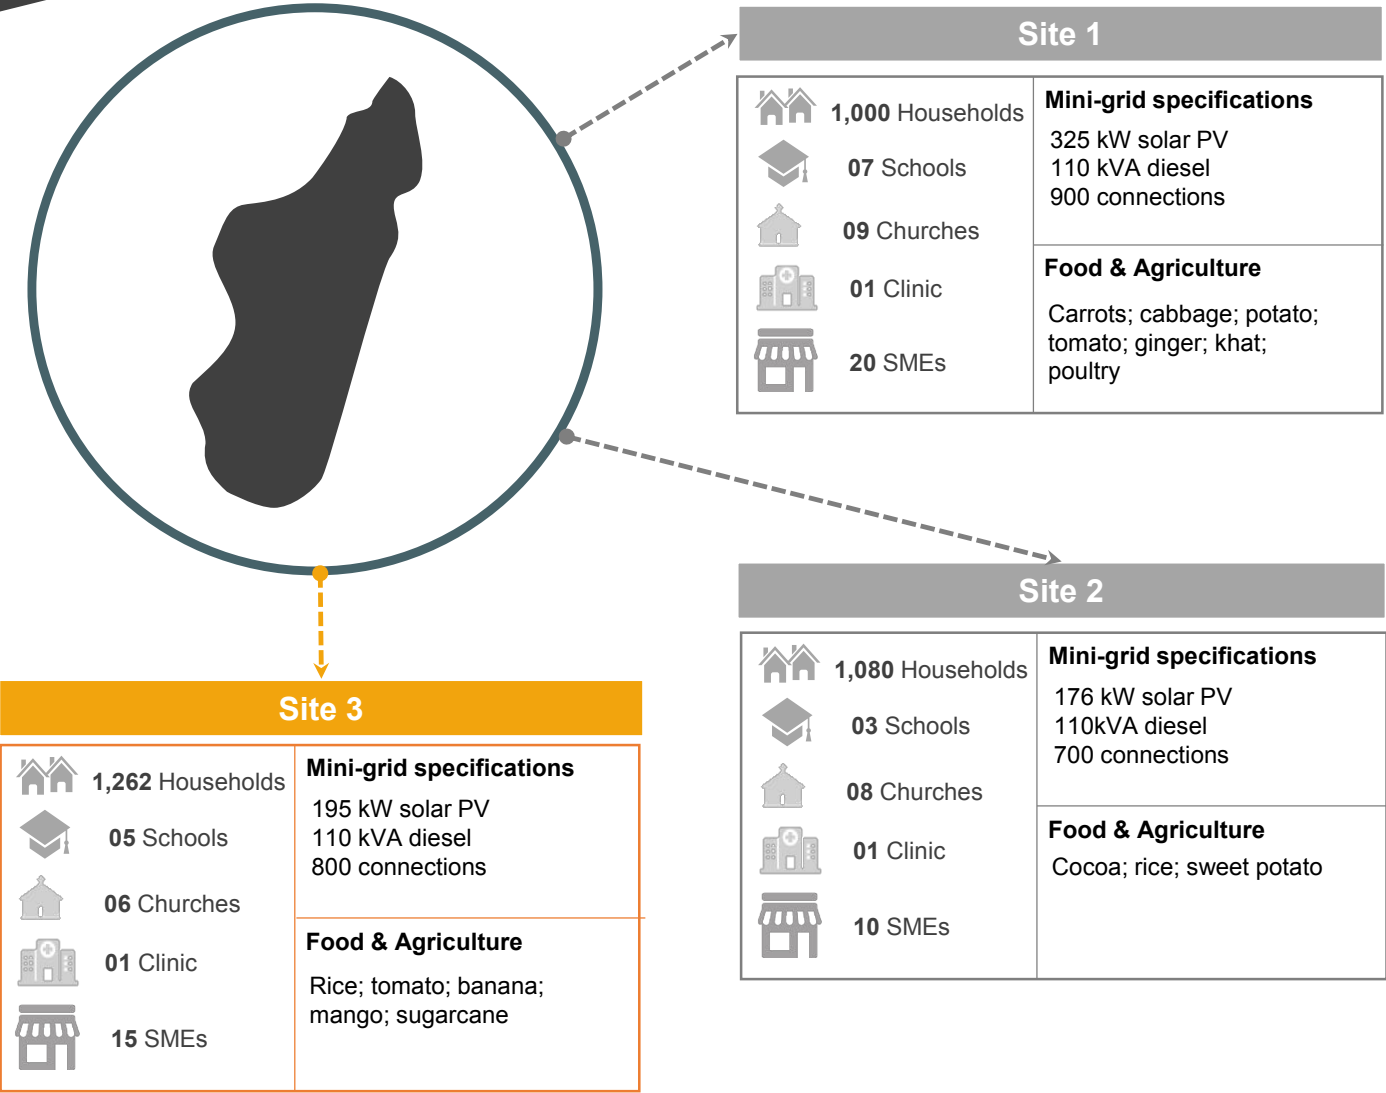 Site 1
1,000 Households
07 Schools
09 Churches
01 Clinic
20 SMEs
Mini-grid specifications
325 kW solar PV
110 kVA diesel
900 connections
Food & Agriculture
Carrots; cabbage; potato;
tomato; ginger; khat;
poultry
Site 2
1,080 Households
03 Schools
08 Churches
01 Clinic
10 SMEs
Mini-grid specifications
176 kW solar PV
110kVA diesel
700 connections
Food & Agriculture
Cocoa; rice; sweet potato
Site 3
1,262 Households
05 Schools
06 Churches
01 Clinic
15 SMEs
Mini-grid specifications
195 kW solar PV
110 kVA diesel
800 connections
Food & Agriculture
Rice; tomato; banana;
mango; sugarcane